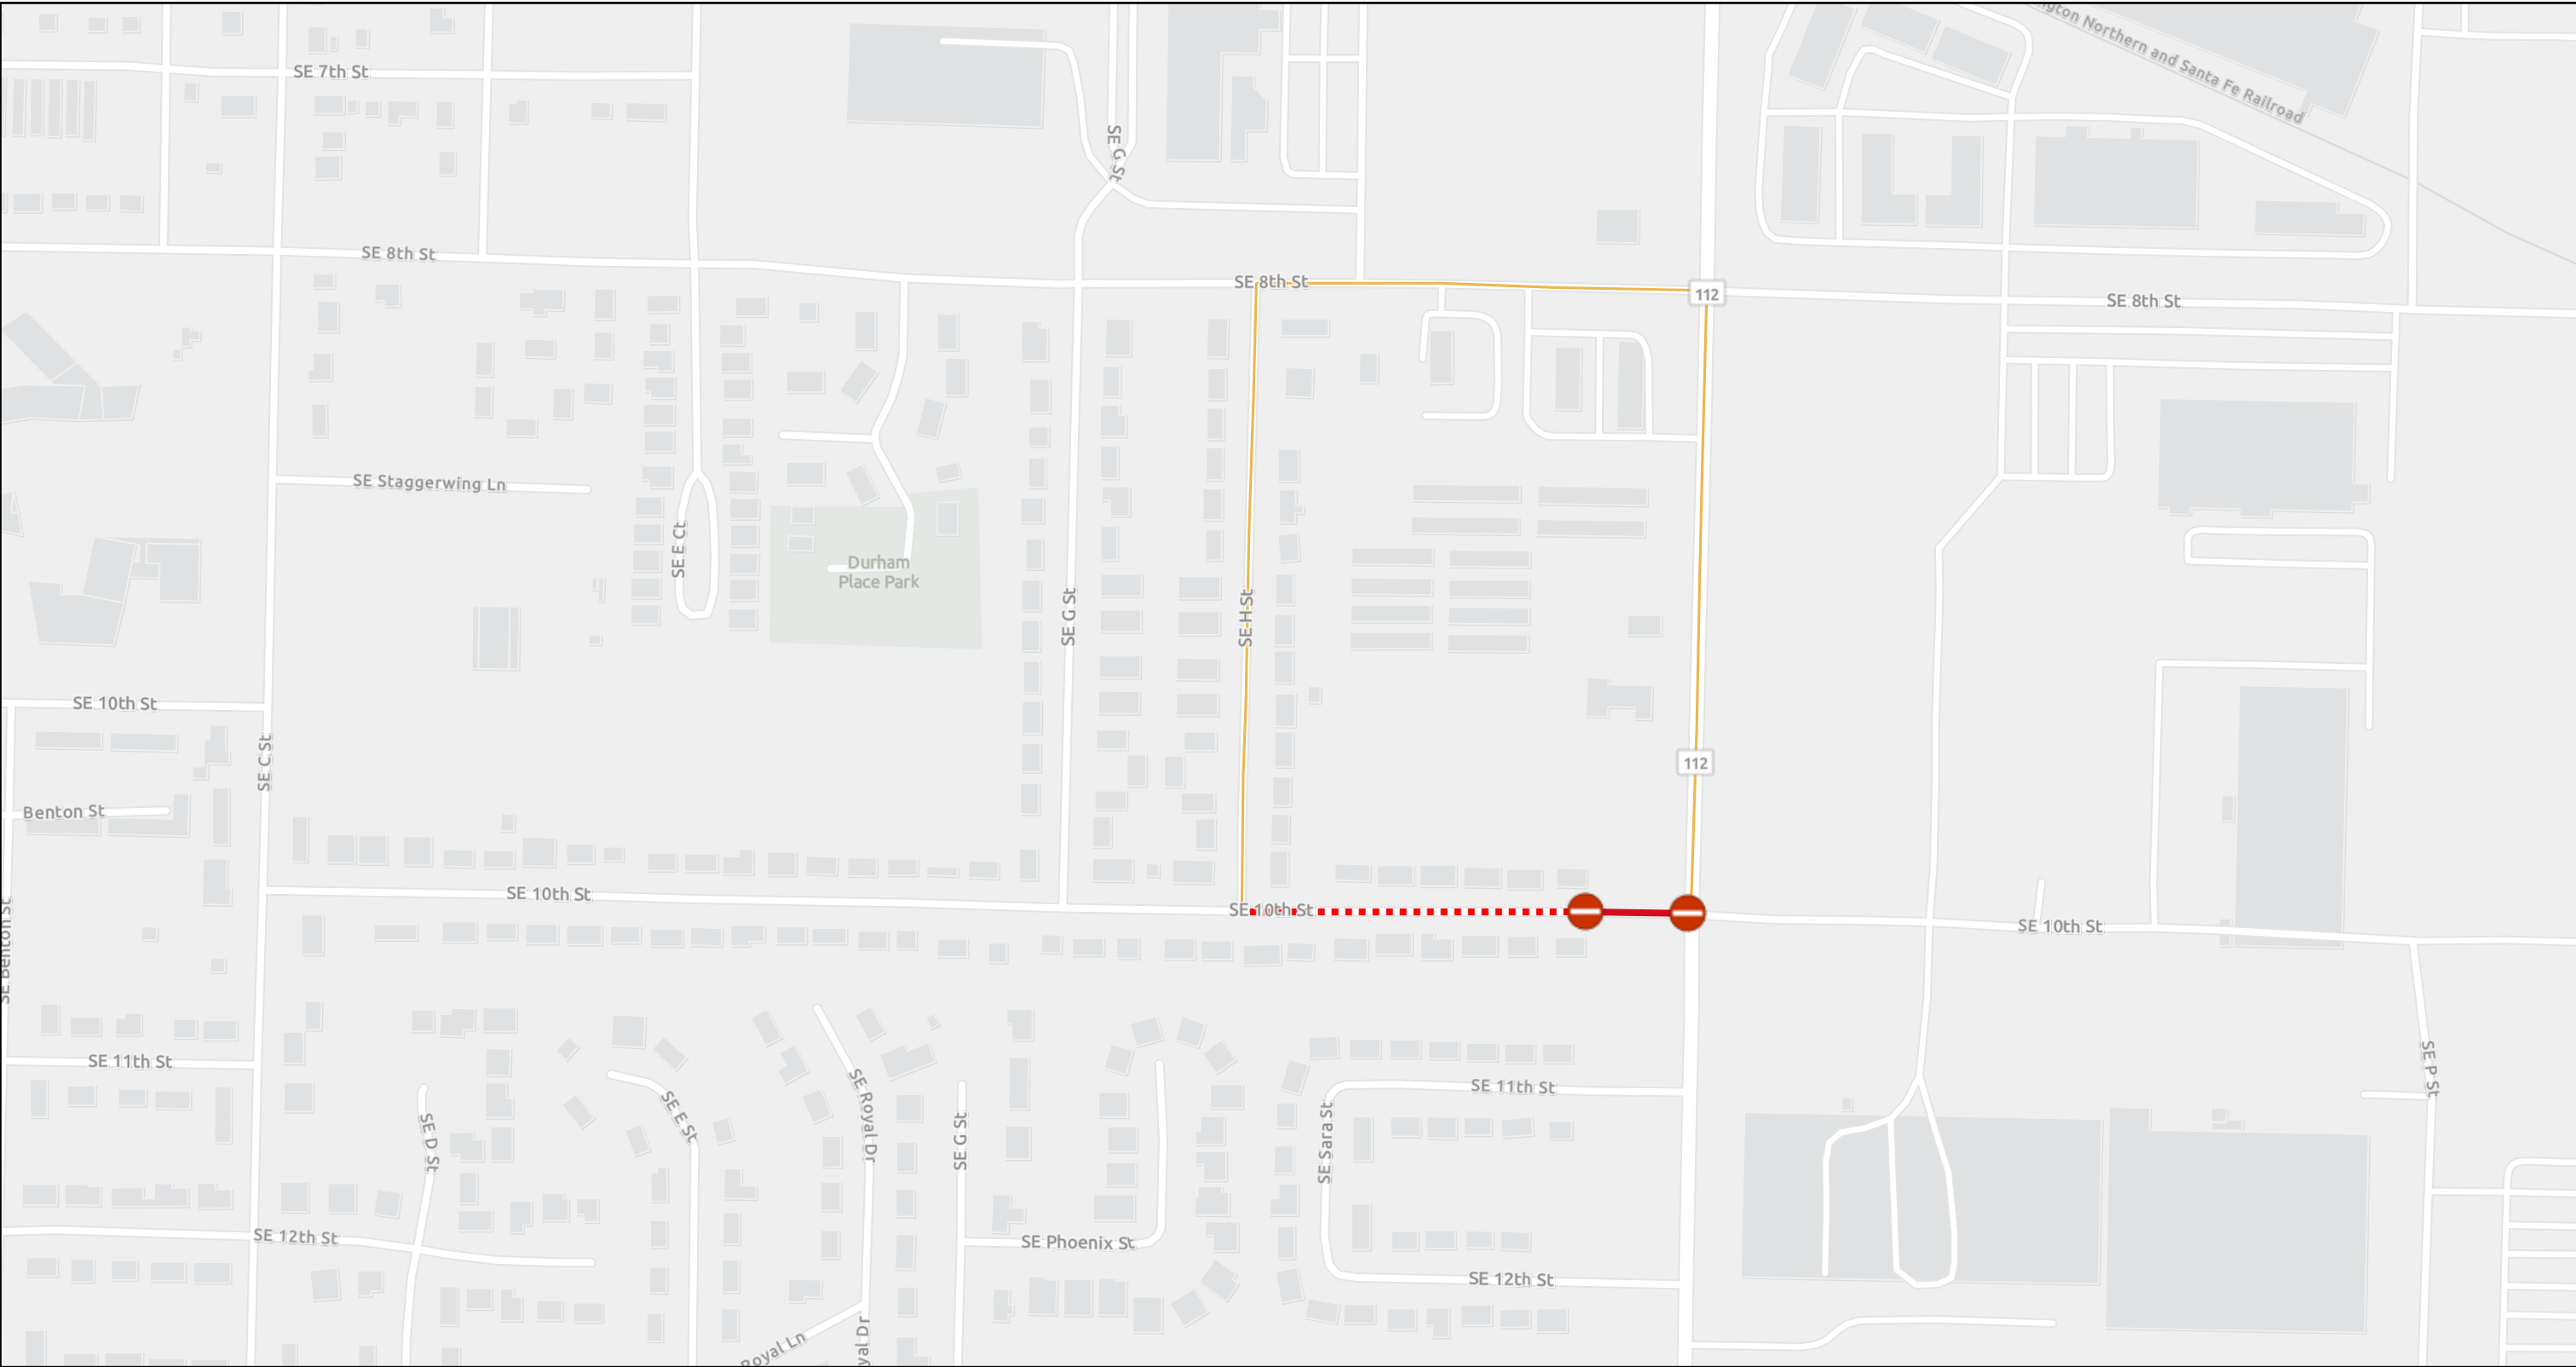 ngton Northern and Santa Fe Railroad
SE 7th St
SE G St
SE 8th St
SE 8th St
112
SE 8th St
SE Staggerwing Ln
SE E Ct
Durham
Place Park
SE G St
SE H St
SE 10th St
SE C St
112
Benton St
SE 10th St
SE 10th St
SE 10th St
SE Benton St
SE 11th St
SE P St
SE 11th St
SE D St
SE E St
SE Royal Dr
SE G St
SE Sara St
SE 12th St
SE Phoenix St
SE 12th St
Royal Ln
yal Dr